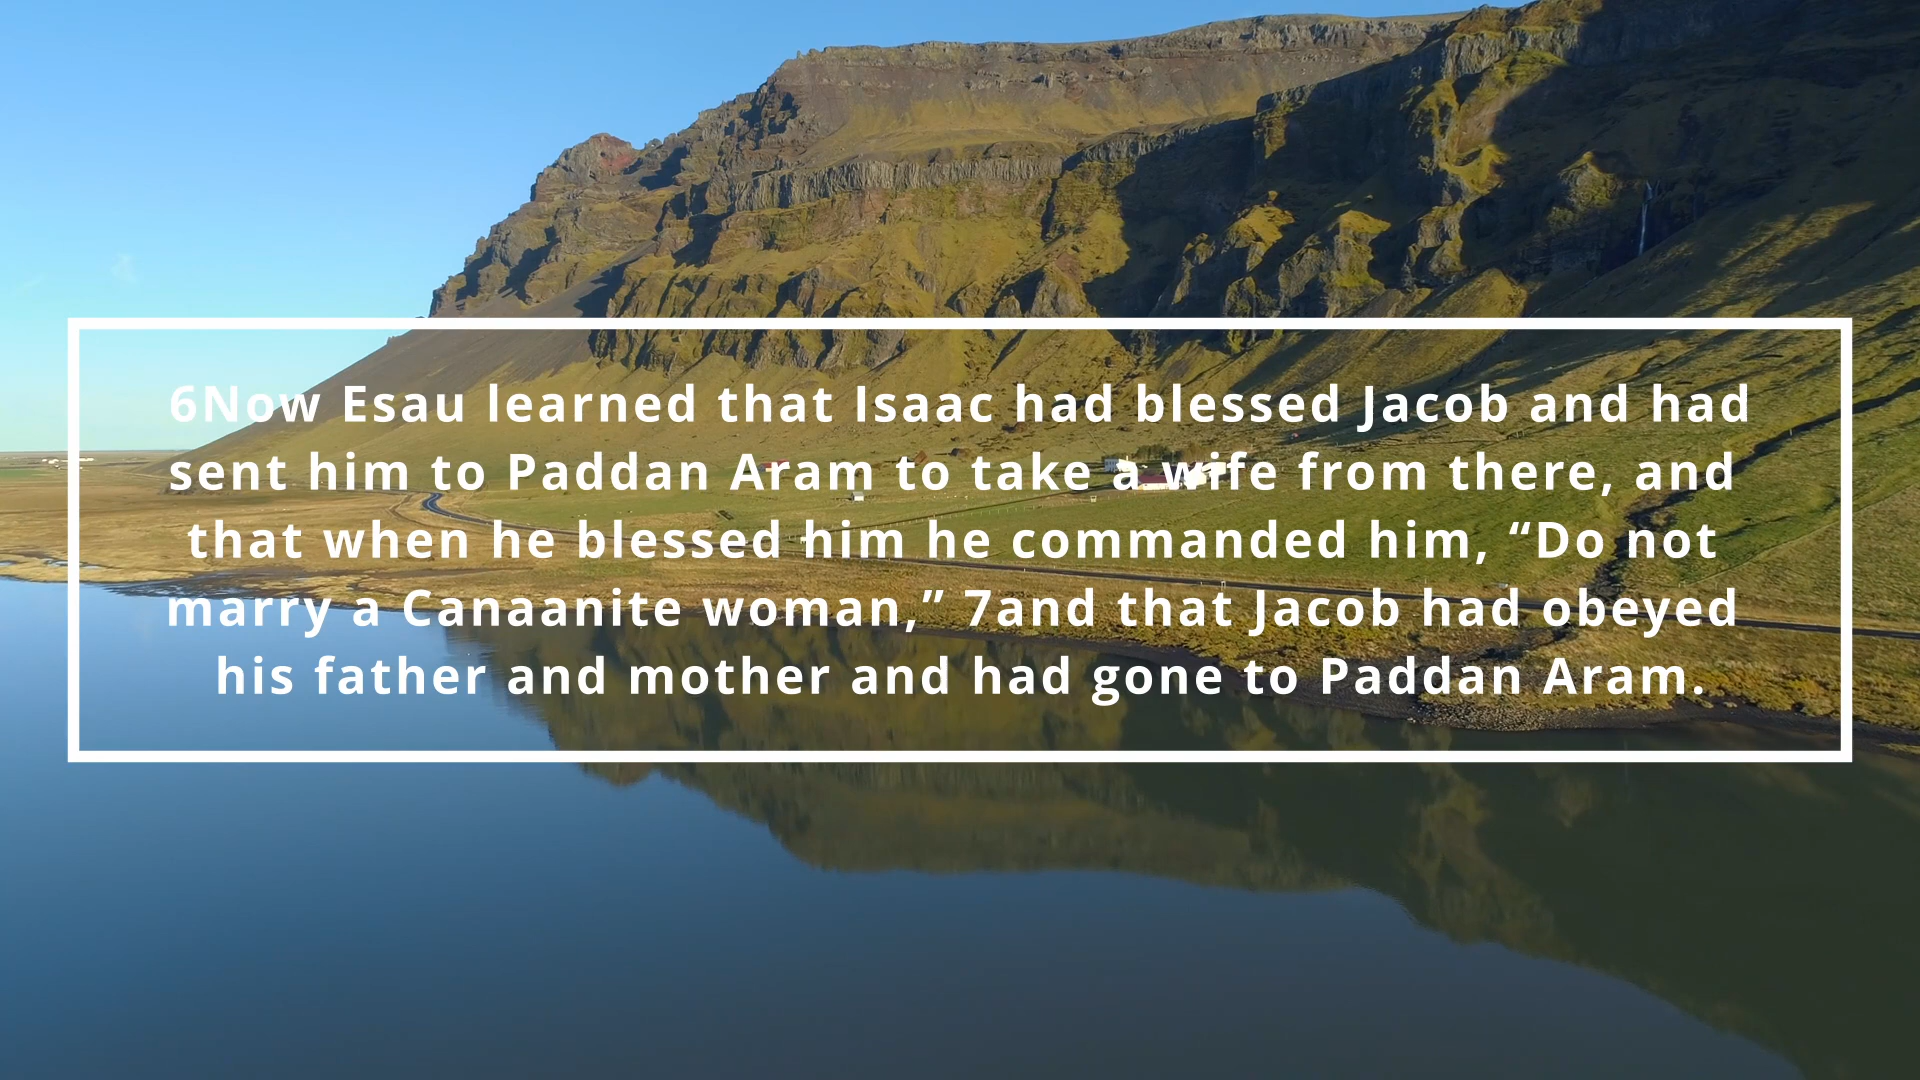 6Now Esau learned that Isaac had blessed Jacob and had
sent him to Paddan Aram to take a wife from there, and
that when he blessed him he commanded him, “Do not
marry a Canaanite woman,” 7and that Jacob had obeyed
his father and mother and had gone to Paddan Aram.